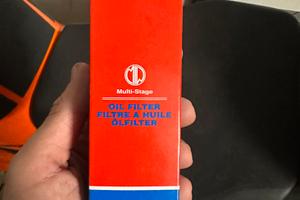 Multi-Stage
OIL FILTER
FILTRE A HUILE
ÖLFILTER